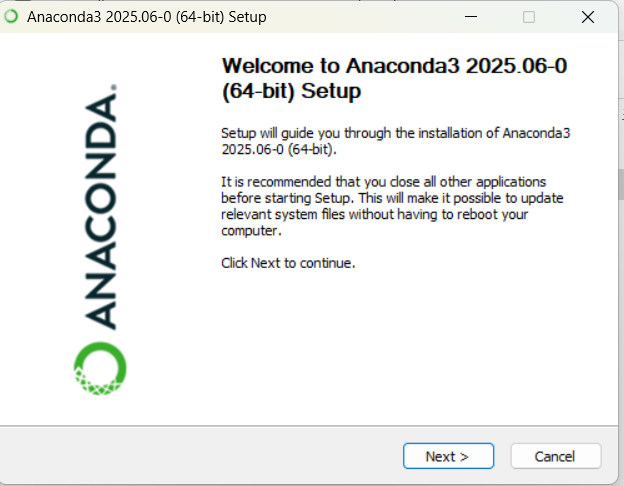 Anaconda3 2025.06-0 (64-bit) Setup
Welcome to Anaconda3 2025.06-0
(64-bit) Setup
Setup will guide you through the installation of Anaconda3
2025.06-0 (64-bit).
It is recommended that you close all other applications
before starting Setup. This will make it possible to update
relevant system files without having to reboot your
computer.
Click Next to continue.
ANACONDA.
Next >
Cancel